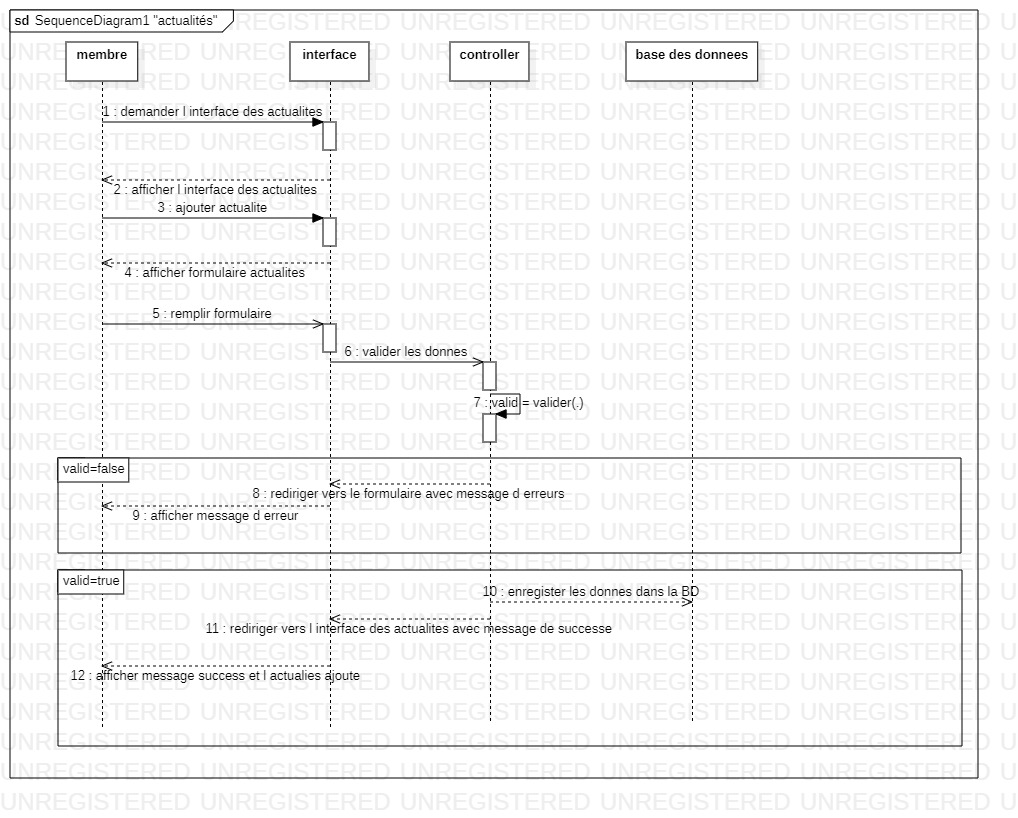 sd SequenceDiagram1 "actualités"
membre
interface
controller
base des donnees
1 : demander l interface des actualites
2 : afficher l interface des actualites
3 : ajouter actualite
4 : afficher formulaire actualites
5 : remplir formulaire
6 : valider les donnes
7 : valid = valider(.)
valid=false
8 : rediriger vers le formulaire avec message d erreurs
9 : afficher message d erreur
valid=true
10 : enregister les donnes dans la BD
11 : rediriger vers l interface des actualites avec message de successe
12 : afficher message success et l actualies ajoute
UNREGISTERED